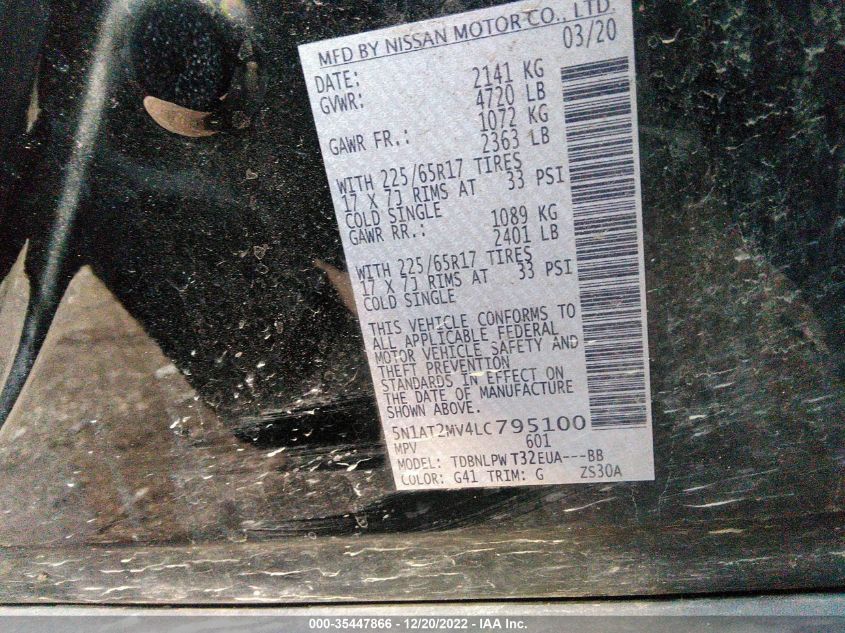 MFD BY NISSAN MOTOR CO., LTD.
DATE: 03/20
GVWR: 2141 KG
4720 LB
GAWR FR.: 1072 KG
2363 LB
WITH 225/65R17 TIRES
17 X 7J RIMS AT 33 PSI
COLD SINGLE
GAWR RR.: 1089 KG
2401 LB
WITH 225/65R17 TIRES
17 X 7J RIMS AT 33 PSI
COLD SINGLE
THIS VEHICLE CONFORMS TO
ALL APPLICABLE FEDERAL
MOTOR VEHICLE SAFETY AND
THEFT PREVENTION
STANDARDS IN EFFECT ON
THE DATE OF MANUFACTURE
SHOWN ABOVE.
5N1AT2MV4LC795100
MPV 601
MODEL: TDBNLPW T32EUA---BB
COLOR: G41 TRIM: G ZS30A
000-35447866 - 12/20/2022 - IAA Inc.